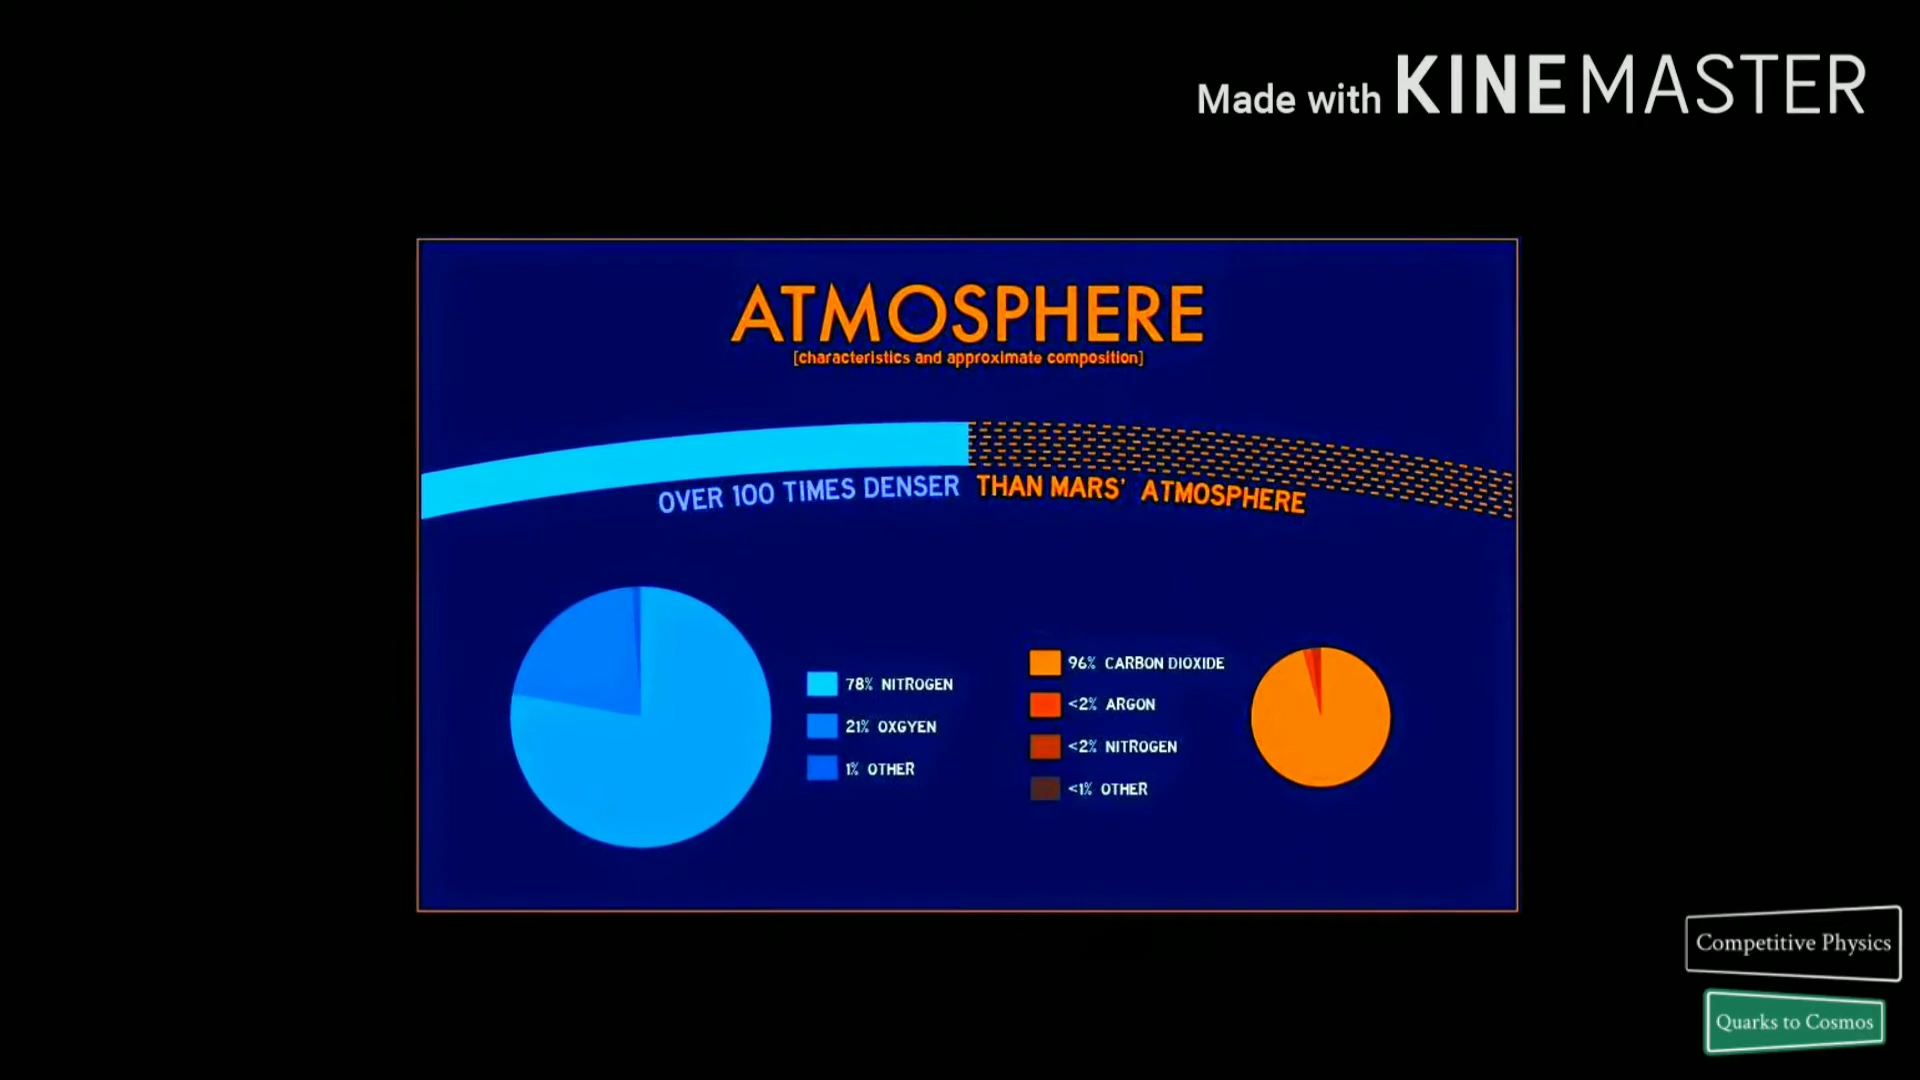 Made with KINEMASTER
ATMOSPHERE
[characteristics and approximate composition]
OVER 100 TIMES DENSER THAN MARS' ATMOSPHERE
78% NITROGEN
21% OXGYEN
1% OTHER
96% CARBON DIOXIDE
<2% ARGON
<2% NITROGEN
<1% OTHER
Competitive Physics
Quarks to Cosmos